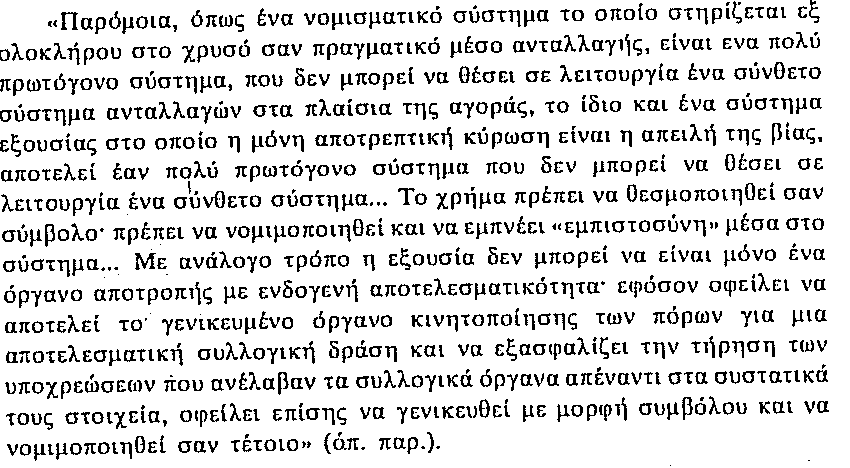 «Παρόμοια, όπως ένα νομισματικό σύστημα το οποίο στηρίζεται εξ
ολοκλήρου στο χρυσό σαν πραγματικό μέσο ανταλλαγής, είναι ενα πολύ
πρωτόγονο σύστημα, που δεν μπορεί να θέσει σε λειτουργία ένα σύνθετο
σύστημα ανταλλαγών στα πλαίσια της αγοράς, το ίδιο και ένα σύστημα
εξουσίας στο οποίο η μόνη αποτρεπτική κύρωση είναι η απειλή της βίας,
αποτελεί έαν πολύ πρωτόγονο σύστημα που δεν μπορεί να θέσει σε
λειτουργία ένα σύνθετο σύστημα... Το χρήμα πρέπει να θεσμοποιηθεί σαν
σύμβολο· πρέπει να νομιμοποιηθεί και να εμπνέει «εμπιστοσύνη» μέσα στο
σύστημα... Με ανάλογο τρόπο η εξουσία δεν μπορεί να είναι μόνο ένα
όργανο αποτροπής με ενδογενή αποτελεσματικότητα· εφόσον οφείλει να
αποτελεί το γενικευμένο όργανο κινητοποίησης των πόρων για μια
αποτελεσματική συλλογική δράση και να εξασφαλίζει την τήρηση των
υποχρεώσεων που ανέλαβαν τα συλλογικά όργανα απέναντι στα συστατικά
τους στοιχεία, οφείλει επίσης να γενικευθεί με μορφή συμβόλου και να
νομιμοποιηθεί σαν τέτοιο» (όπ. παρ.).